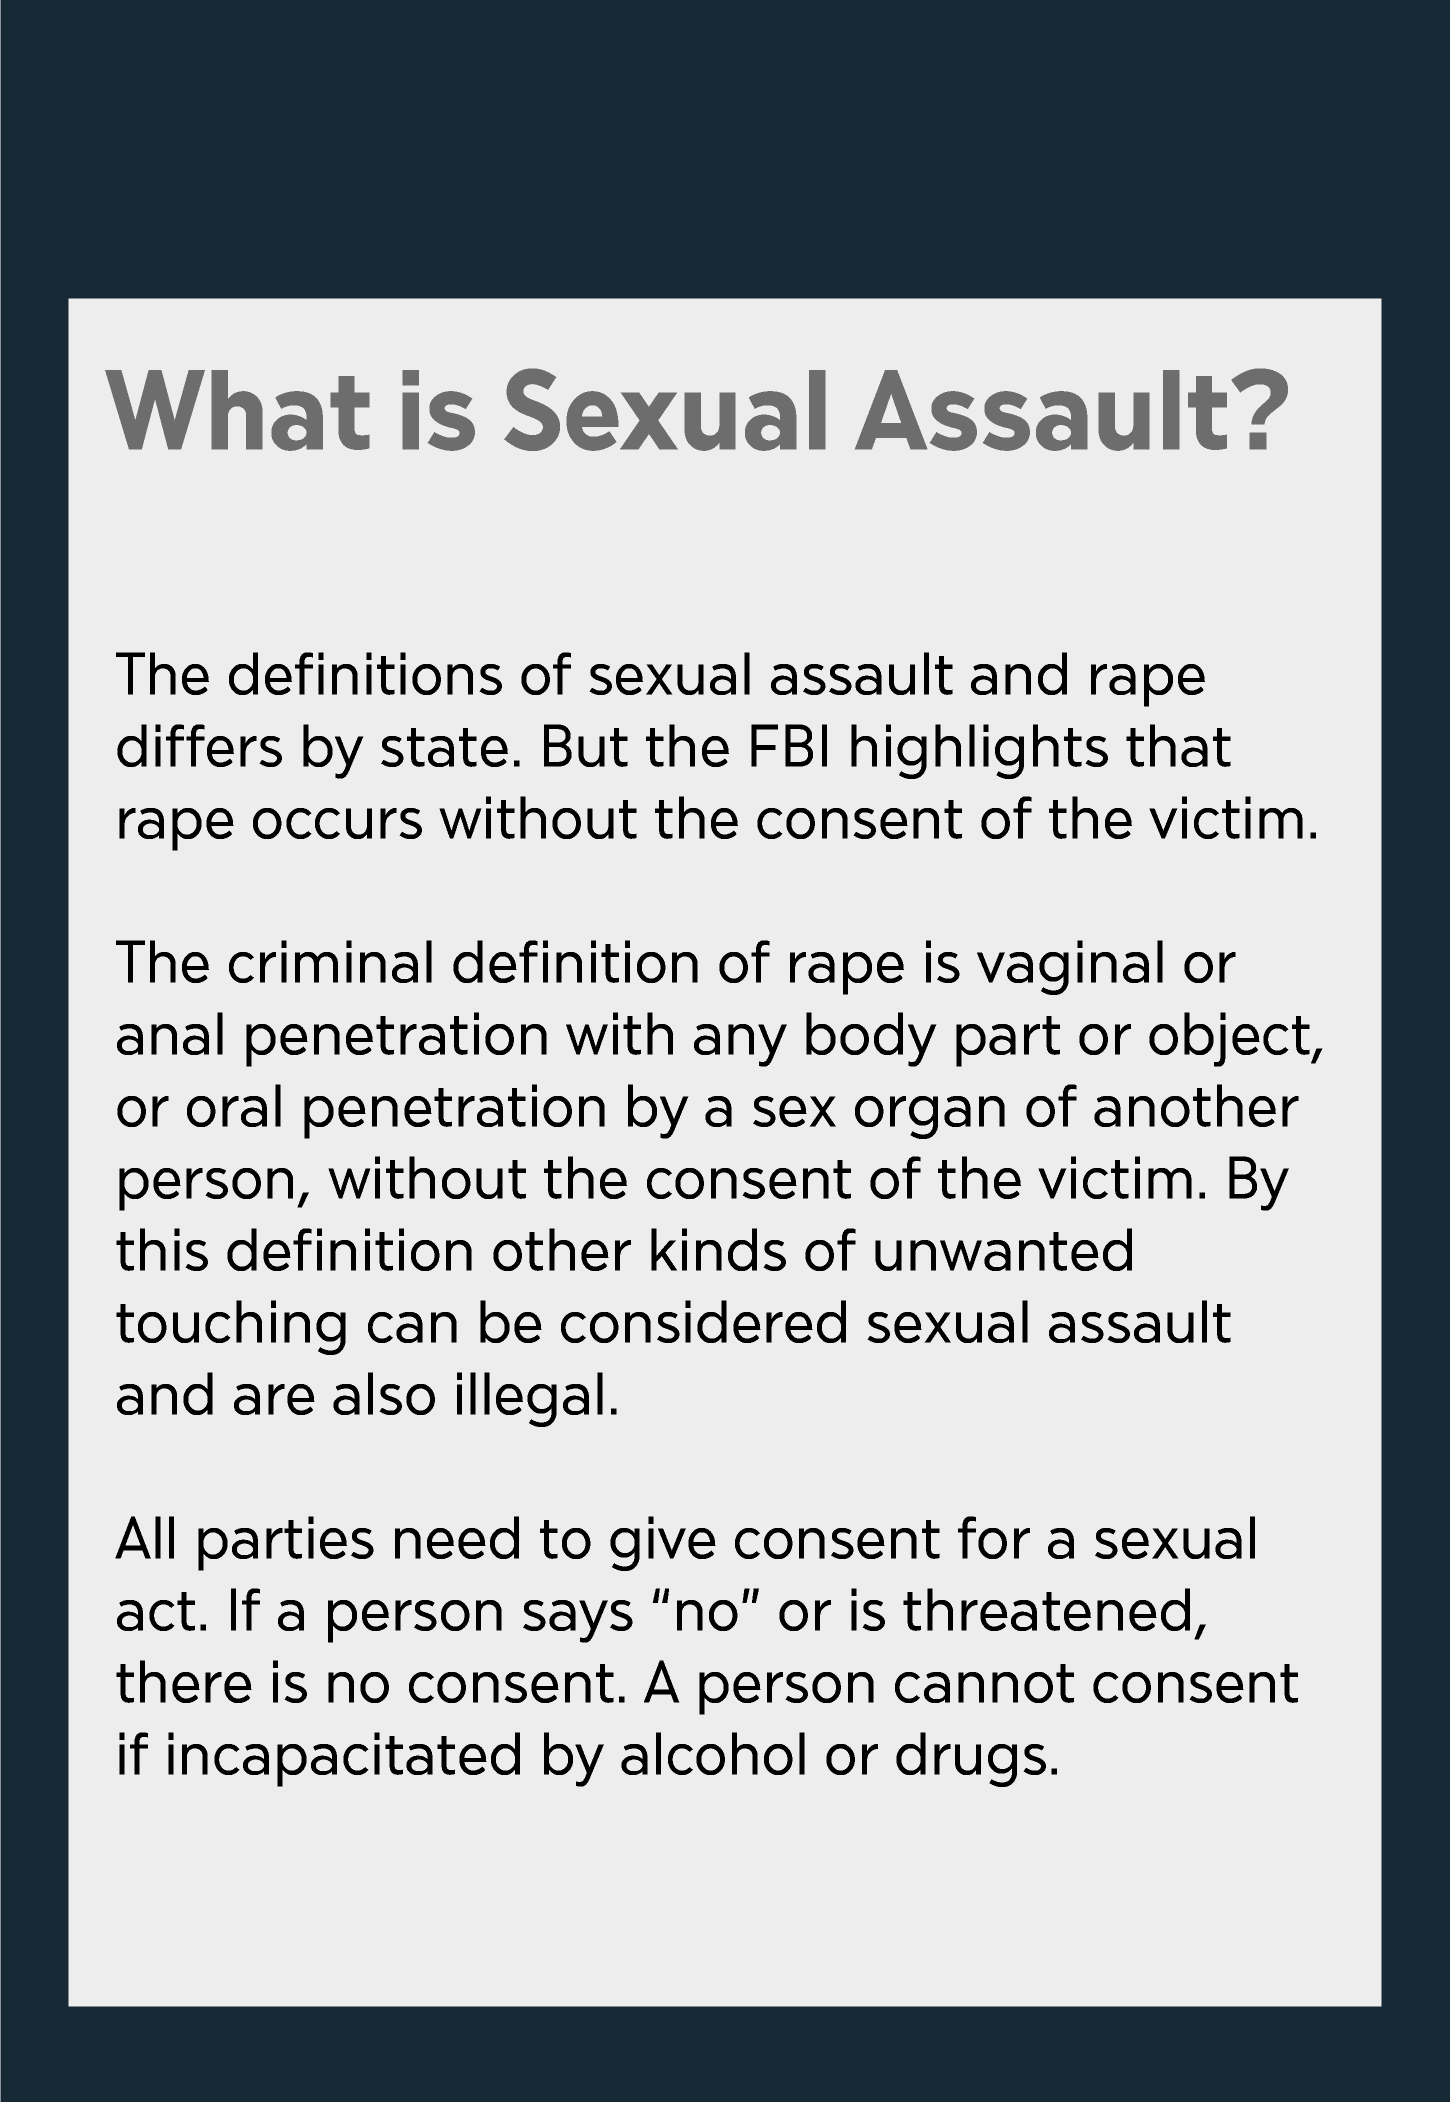 What is Sexual Assault?
The definitions of sexual assault and rape
differs by state. But the FBI highlights that
rape occurs without the consent of the victim.
The criminal definition of rape is vaginal or
anal penetration with any body part or object,
or oral penetration by a sex organ of another
person, without the consent of the victim. By
this definition other kinds of unwanted
touching can be considered sexual assault
and are also illegal.
All parties need to give consent for a sexual
act. If a person says “no” or is threatened,
there is no consent. A person cannot consent
if incapacitated by alcohol or drugs.